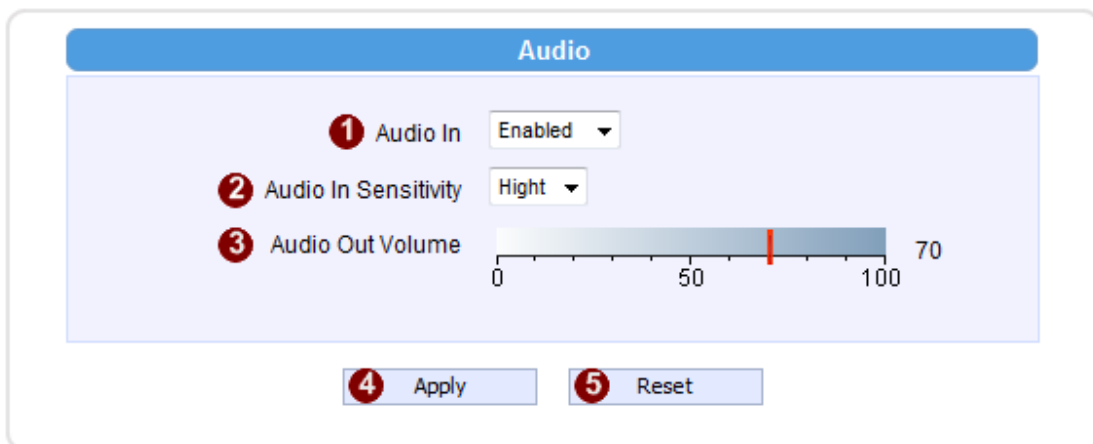 Audio
1 Audio In Enabled
2 Audio In Sensitivity Hight
3 Audio Out Volume 70
0 50 100
4 Apply 5 Reset